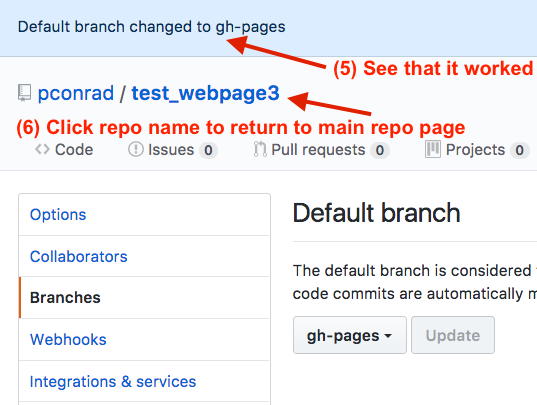 Default branch changed to gh-pages
(5) See that it worked
pconrad / test_webpage3
(6) Click repo name to return to main repo page
Code Issues 0 Pull requests 0 Projects 0
Options
Collaborators
Branches
Webhooks
Integrations & services
Default branch
The default branch is considered
code commits are automatically
gh-pages Update